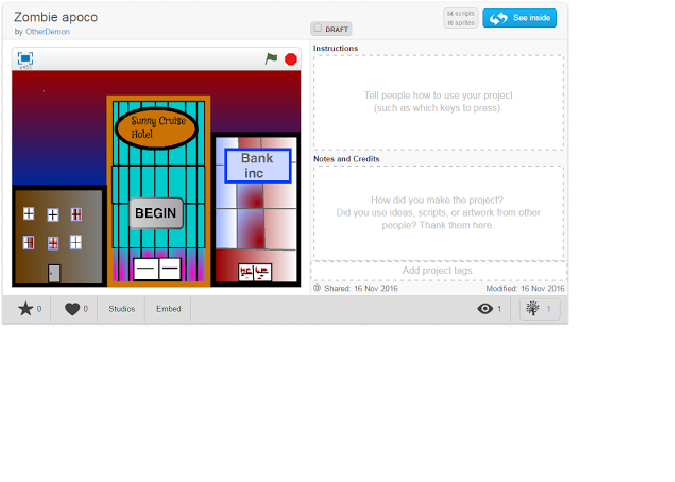 Zombie apoco
by iOtherDemon
DRAFT
58 scripts
18 sprites
See inside
v451
Sunny Cruise
Hotel
Bank
inc
BEGIN
Instructions
Tell people how to use your project
(such as which keys to press).
Notes and Credits
How did you make the project?
Did you use ideas, scripts, or artwork from other
people? Thank them here.
Add project tags.
Shared: 16 Nov 2016
Modified: 16 Nov 2016
0
0
Studios
Embed
1
1